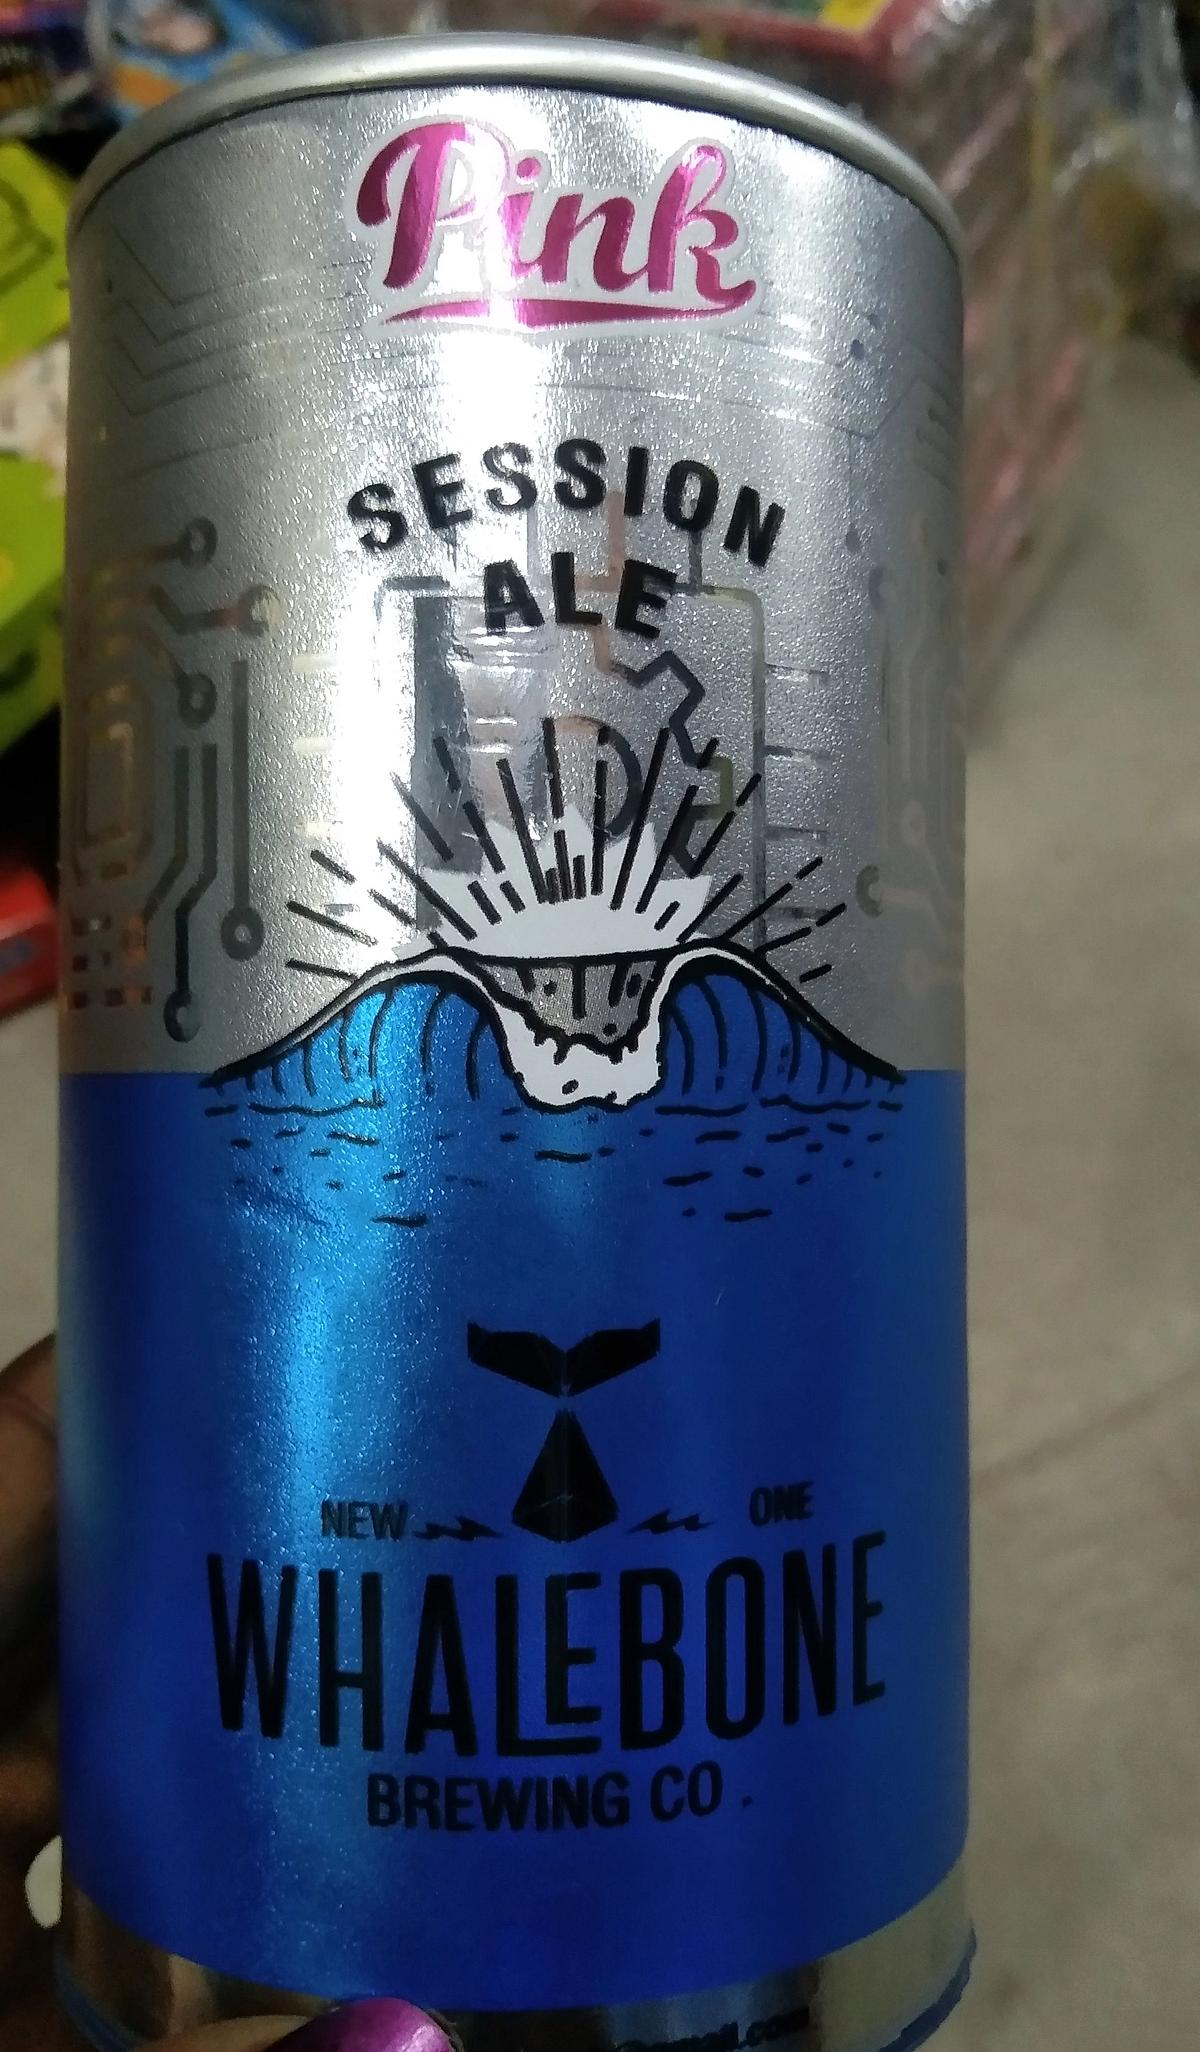 Pink
SESSION
ALE
NEW ONE
WHALEBONE
BREWING CO.